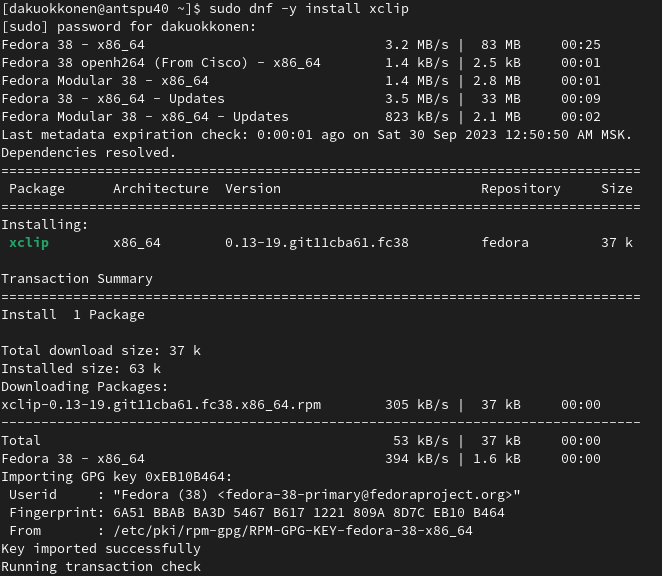 [dakuokkonen@antspu40 ~]$ sudo dnf -y install xclip
[sudo] password for dakuokkonen:
Fedora 38 - x86_64                              3.2 MB/s |  83 MB     00:25
Fedora 38 openh264 (From Cisco) - x86_64        1.4 kB/s | 2.5 kB     00:01
Fedora Modular 38 - x86_64                      1.4 MB/s | 2.8 MB     00:01
Fedora 38 - x86_64 - Updates                    3.5 MB/s |  33 MB     00:09
Fedora Modular 38 - x86_64 - Updates            823 kB/s | 2.1 MB     00:02
Last metadata expiration check: 0:00:01 ago on Sat 30 Sep 2023 12:50:50 AM MSK.
Dependencies resolved.
================================================================================
 Package      Architecture  Version                         Repository     Size
================================================================================
Installing:
 xclip        x86_64        0.13-19.git11cba61.fc38         fedora         37 k

Transaction Summary
================================================================================
Install  1 Package

Total download size: 37 k
Installed size: 63 k
Downloading Packages:
xclip-0.13-19.git11cba61.fc38.x86_64.rpm        305 kB/s |  37 kB     00:00
--------------------------------------------------------------------------------
Total                                            53 kB/s |  37 kB     00:00
Fedora 38 - x86_64                              394 kB/s | 1.6 kB     00:00
Importing GPG key 0xEB10B464:
 Userid     : "Fedora (38) <fedora-38-primary@fedoraproject.org>"
 Fingerprint: 6A51 BBAB BA3D 5467 B617 1221 809A 8D7C EB10 B464
 From       : /etc/pki/rpm-gpg/RPM-GPG-KEY-fedora-38-x86_64
Key imported successfully
Running transaction check